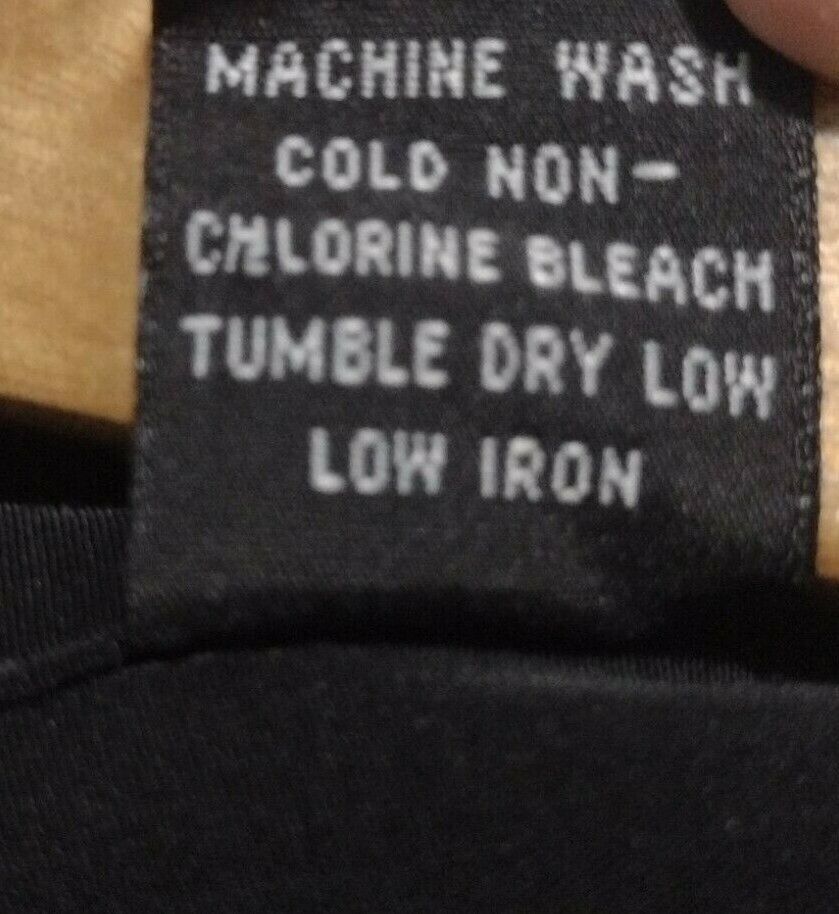 MACHINE WASH
COLD NON-
CHLORINE BLEACH
TUMBLE DRY LOW
LOW IRON